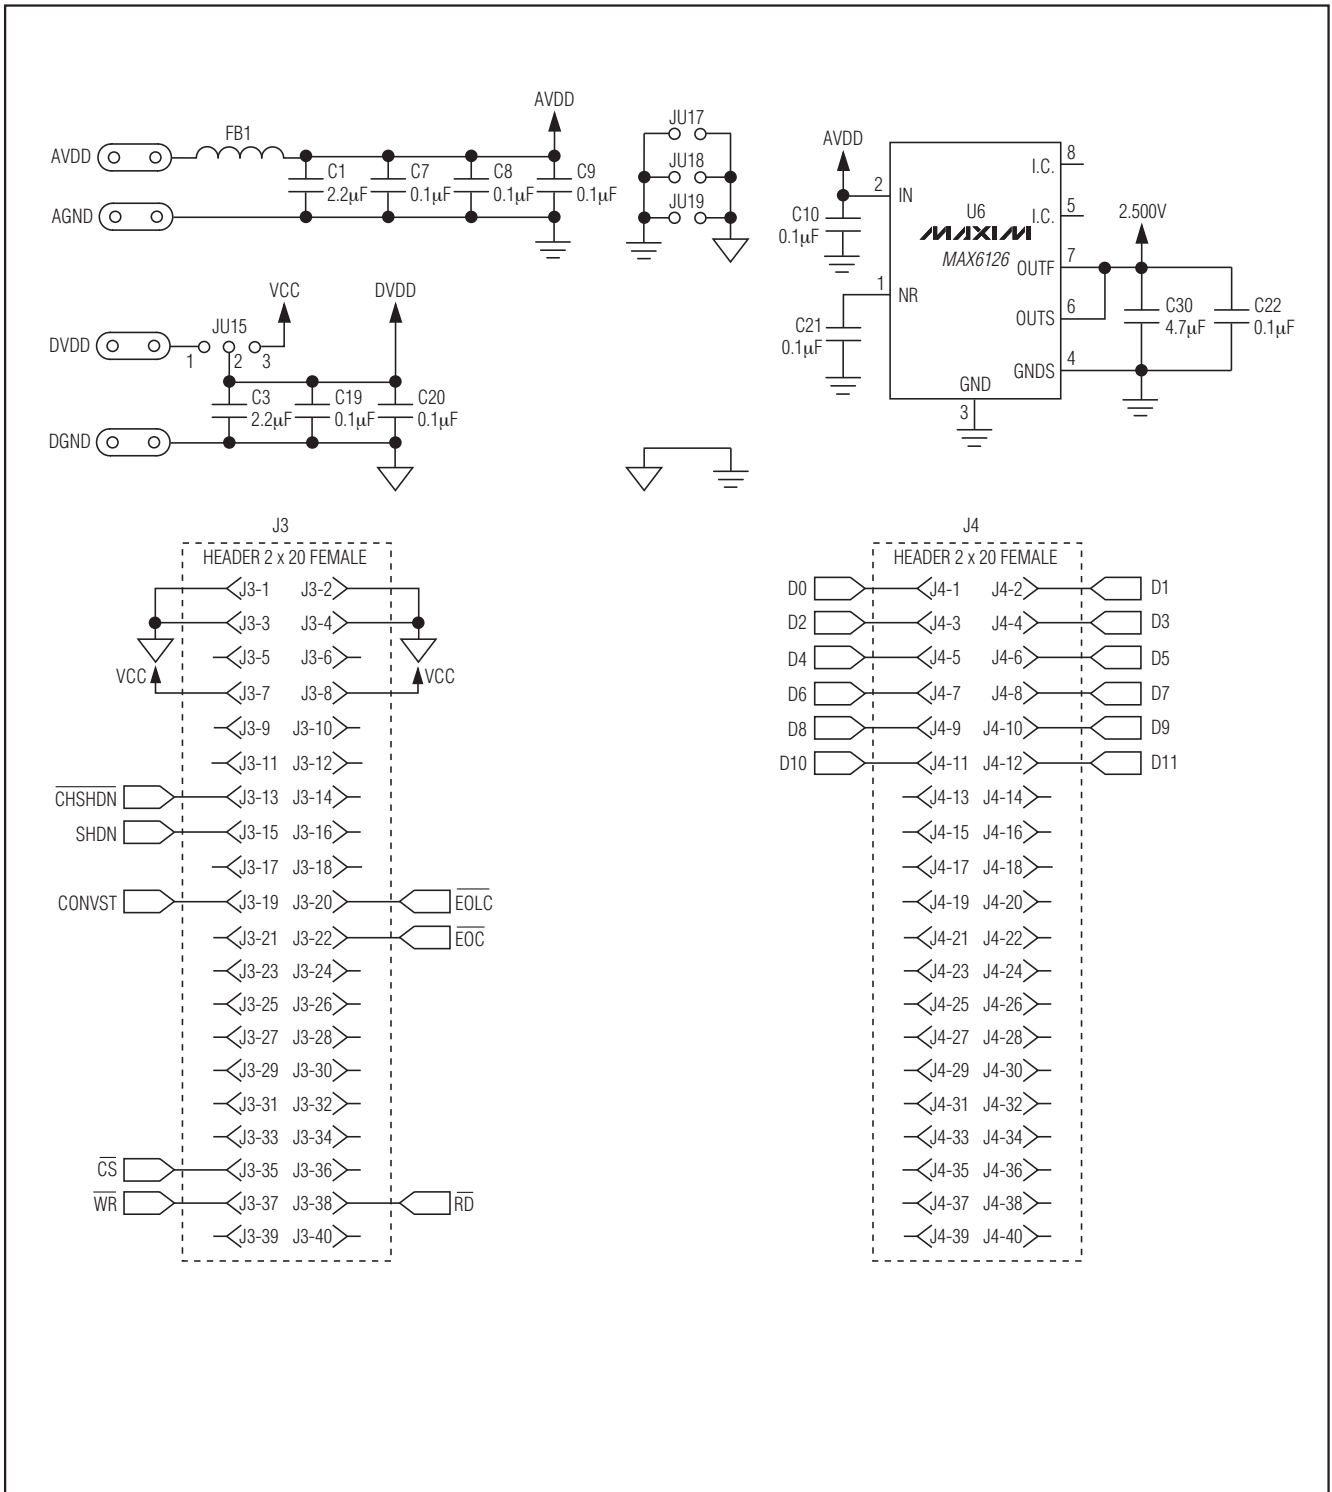 AVDD
FB1
AVDD
C1
2.2µF
C7
0.1µF
C8
0.1µF
C9
0.1µF
AGND
JU17
JU18
JU19
AVDD
C10
0.1µF
2
IN
1
NR
C21
0.1µF
U6
MAXIM
MAX6126
I.C.
8
I.C.
5
OUTF
7
OUTS
6
GNDS
4
GND
3
2.500V
C30
4.7µF
C22
0.1µF
DVDD
JU15
1
2
3
VCC
DVDD
C3
2.2µF
C19
0.1µF
C20
0.1µF
DGND
J3
HEADER 2 x 20 FEMALE
J3-1 J3-2
J3-3 J3-4
J3-5 J3-6
VCC J3-7 J3-8 VCC
J3-9 J3-10
J3-11 J3-12
C̅H̅S̅H̅D̅N̅ J3-13 J3-14
SHDN J3-15 J3-16
J3-17 J3-18
CONVST J3-19 J3-20 E̅O̅L̅C̅
J3-21 J3-22 E̅O̅C̅
J3-23 J3-24
J3-25 J3-26
J3-27 J3-28
J3-29 J3-30
J3-31 J3-32
J3-33 J3-34
C̅S̅ J3-35 J3-36
W̅R̅ J3-37 J3-38 R̅D̅
J3-39 J3-40
J4
HEADER 2 x 20 FEMALE
D0 J4-1 J4-2 D1
D2 J4-3 J4-4 D3
D4 J4-5 J4-6 D5
D6 J4-7 J4-8 D7
D8 J4-9 J4-10 D9
D10 J4-11 J4-12 D11
J4-13 J4-14
J4-15 J4-16
J4-17 J4-18
J4-19 J4-20
J4-21 J4-22
J4-23 J4-24
J4-25 J4-26
J4-27 J4-28
J4-29 J4-30
J4-31 J4-32
J4-33 J4-34
J4-35 J4-36
J4-37 J4-38
J4-39 J4-40